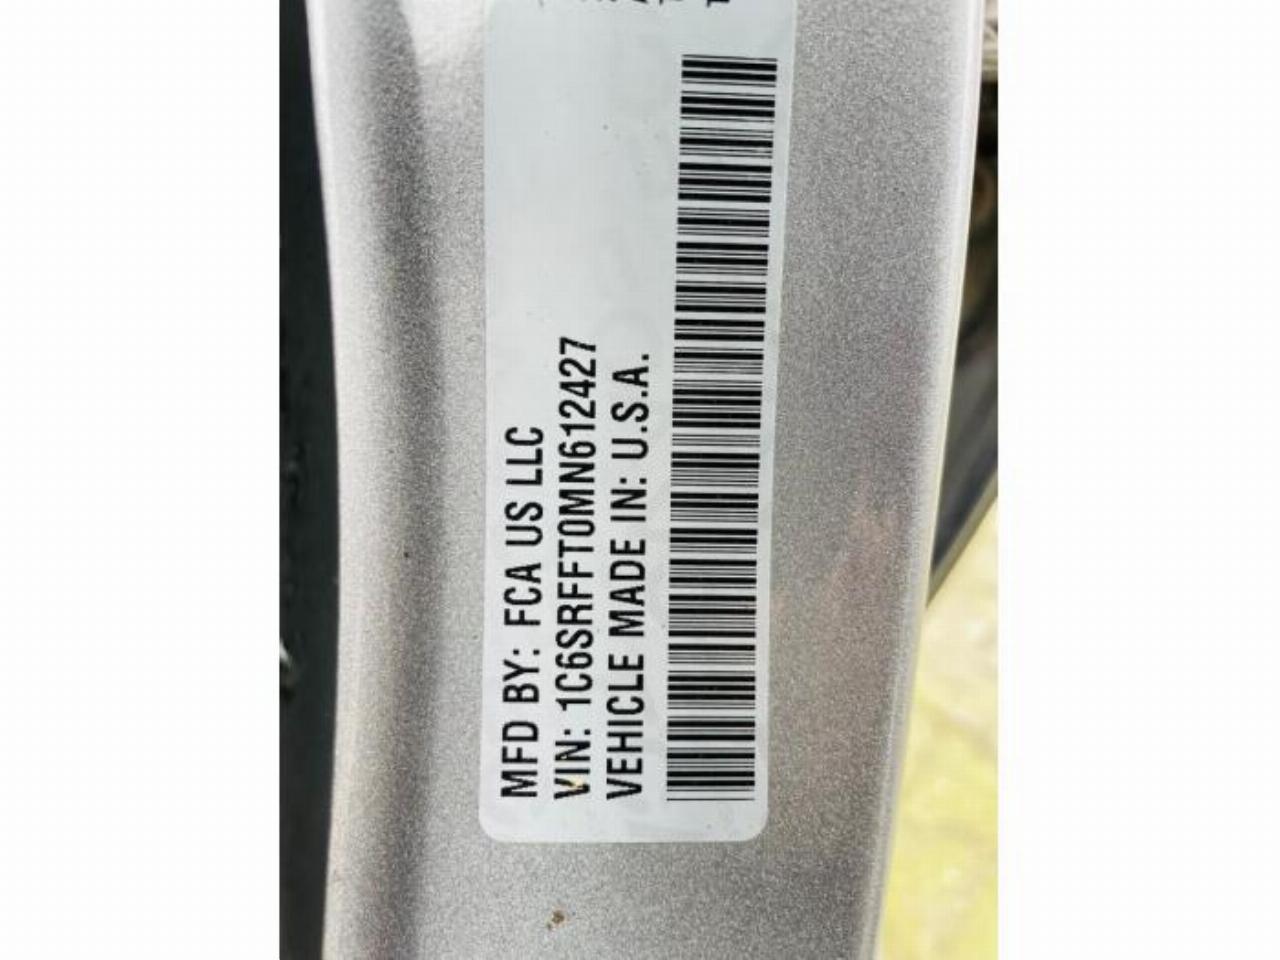 MFD BY: FCA US LLC
VIN: 1C6SRFFT0MN612427
VEHICLE MADE IN: U.S.A.